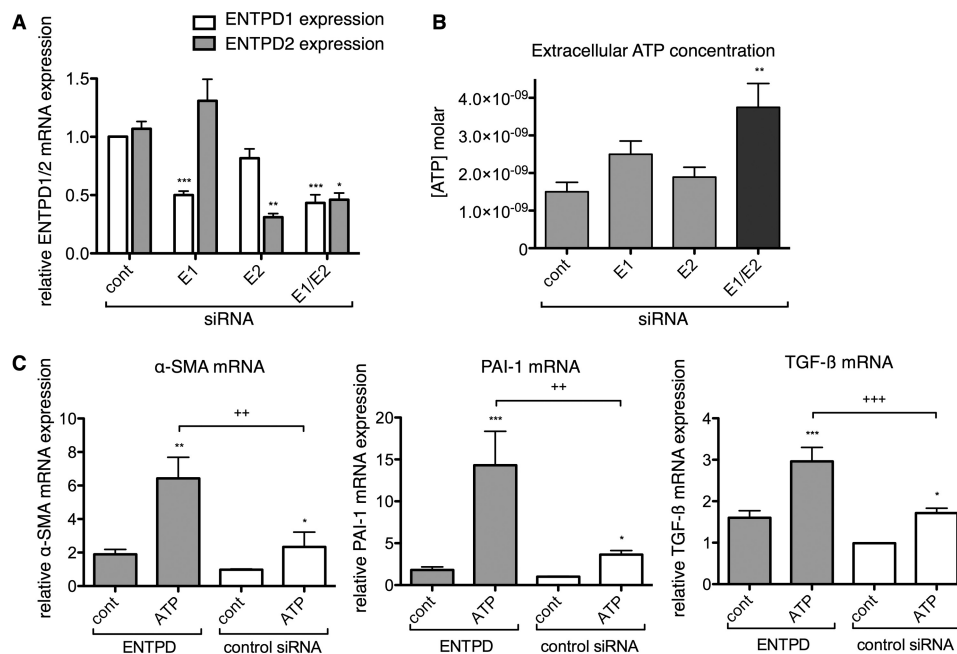 A
ENTPD1 expression
ENTPD2 expression
relative ENTPD1/2 mRNA expression
1.5
1.0
0.5
0.0
***
**
***
*
cont
E1
E2
E1/E2
siRNA
B
Extracellular ATP concentration
[ATP] molar
4.0×10⁻⁰⁹
3.0×10⁻⁰⁹
2.0×10⁻⁰⁹
1.0×10⁻⁰⁹
0
**
cont
E1
E2
E1/E2
siRNA
C
α-SMA mRNA
relative α-SMA mRNA expression
10
8
6
4
2
0
++
**
*
cont
ATP
cont
ATP
ENTPD
control siRNA
PAI-1 mRNA
relative PAI-1 mRNA expression
20
15
10
5
0
++
***
*
cont
ATP
cont
ATP
ENTPD
control siRNA
TGF-ß mRNA
relative TGF-ß mRNA expression
4
3
2
1
0
+++
***
*
cont
ATP
cont
ATP
ENTPD
control siRNA